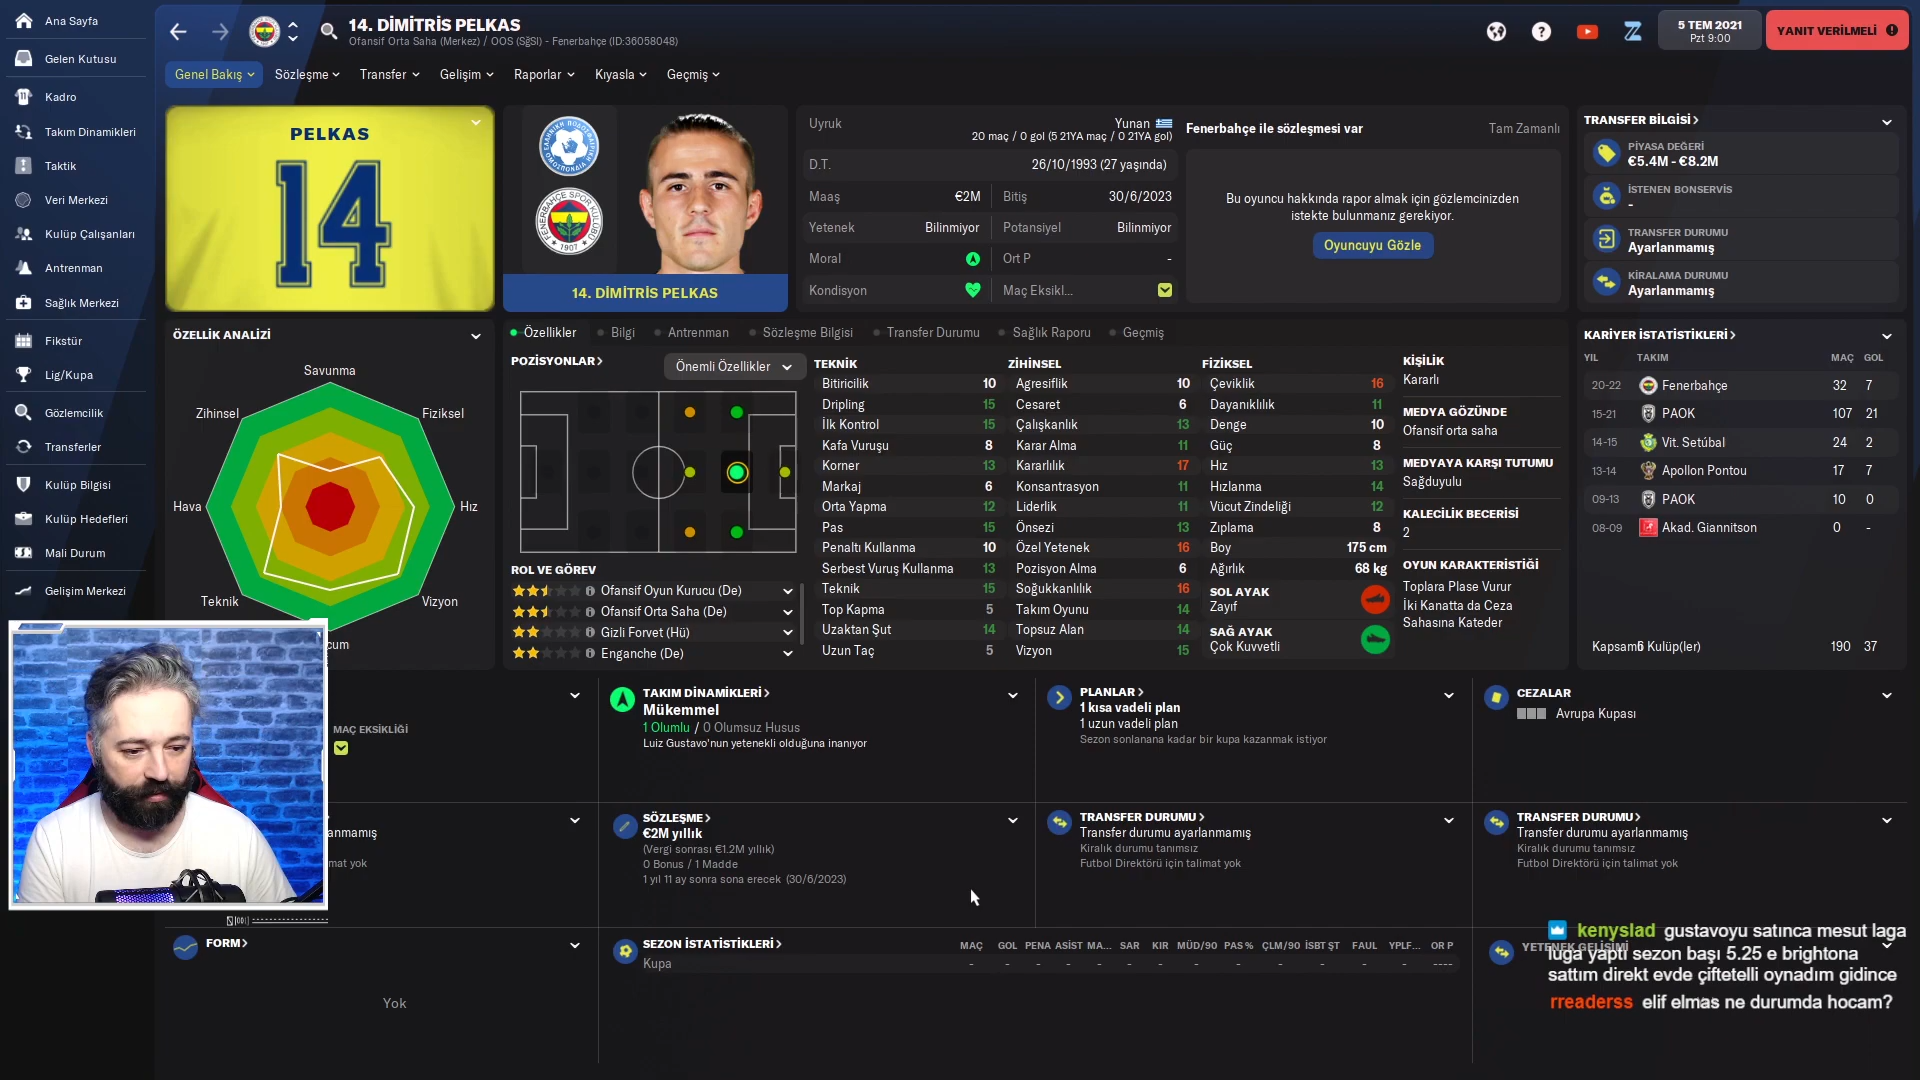 Ana Sayfa
Gelen Kutusu
Kadro
Takım Dinamikleri
Taktik
Veri Merkezi
Kulüp Çalışanları
Antrenman
Sağlık Merkezi
Fikstür
Lig/Kupa
Gözlemcilik
Transferler
Kulüp Bilgisi
Kulüp Hedefleri
Mali Durum
Gelişim Merkezi
14. DİMİTRİS PELKAS
Ofansif Orta Saha (Merkez) / OOS (SğSl) - Fenerbahçe (ID:36058048)
5 TEM 2021
Pzt 9:00
YANIT VERİLMELİ
Genel Bakış Sözleşme Transfer Gelişim Raporlar Kıyasla Geçmiş
PELKAS
14
FENERBAHÇE SPOR KULÜBÜ
1907
14. DİMİTRİS PELKAS
Uyruk Yunan
20 maç / 0 gol (5 21YA maç / 0 21YA gol)
D.T. 26/10/1993 (27 yaşında)
Maaş €2M Bitiş 30/6/2023
Yetenek Bilinmiyor Potansiyel Bilinmiyor
Moral Ort P -
Kondisyon Maç Eksikl...
Fenerbahçe ile sözleşmesi var Tam Zamanlı
Bu oyuncu hakkında rapor almak için gözlemcinizden
istekte bulunmanız gerekiyor.
Oyuncuyu Gözle
TRANSFER BİLGİSİ
PİYASA DEĞERİ
€5.4M - €8.2M
İSTENEN BONSERVİS
-
TRANSFER DURUMU
Ayarlanmamış
KİRALAMA DURUMU
Ayarlanmamış
ÖZELLİK ANALİZİ
Savunma
Zihinsel Fiziksel
Hava Hız
Teknik Vizyon
cum
Özellikler Bilgi Antrenman Sözleşme Bilgisi Transfer Durumu Sağlık Raporu Geçmiş
POZİSYONLAR
Önemli Özellikler
ROL VE GÖREV
Ofansif Oyun Kurucu (De)
Ofansif Orta Saha (De)
Gizli Forvet (Hü)
Enganche (De)
TEKNİK
Bitiricilik 10
Dripling 15
İlk Kontrol 15
Kafa Vuruşu 8
Korner 13
Markaj 6
Orta Yapma 12
Pas 15
Penaltı Kullanma 10
Serbest Vuruş Kullanma 13
Teknik 15
Top Kapma 5
Uzaktan Şut 14
Uzun Taç 5
ZİHİNSEL
Agresiflik 10
Cesaret 6
Çalışkanlık 13
Karar Alma 11
Kararlılık 17
Konsantrasyon 11
Liderlik 11
Önsezi 13
Özel Yetenek 16
Pozisyon Alma 6
Soğukkanlılık 16
Takım Oyunu 14
Topsuz Alan 14
Vizyon 15
FİZİKSEL
Çeviklik 16
Dayanıklılık 11
Denge 10
Güç 8
Hız 13
Hızlanma 14
Vücut Zindeliği 12
Zıplama 8
Boy 175 cm
Ağırlık 68 kg
SOL AYAK
Zayıf
SAĞ AYAK
Çok Kuvvetli
KİŞİLİK
Kararlı
MEDYA GÖZÜNDE
Ofansif orta saha
MEDYAYA KARŞI TUTUMU
Sağduyulu
KALECİLİK BECERİSİ
2
OYUN KARAKTERİSTİĞİ
Toplara Plase Vurur
İki Kanatta da Ceza
Sahasına Kateder
KARİYER İSTATİSTİKLERİ
YIL TAKIM MAÇ GOL
20-22 Fenerbahçe 32 7
15-21 PAOK 107 21
14-15 Vit. Setúbal 24 2
13-14 Apollon Pontou 17 7
09-13 PAOK 10 0
08-09 Akad. Giannitson 0 -
Kulüp(ler) 190 37
MAÇ EKSİKLİĞİ
TAKIM DİNAMİKLERİ
Mükemmel
1 Olumlu / 0 Olumsuz Husus
Luiz Gustavo'nun yetenekli olduğuna inanıyor
PLANLAR
1 kısa vadeli plan
1 uzun vadeli plan
Sezon sonlanana kadar bir kupa kazanmak istiyor
CEZALAR
Avrupa Kupası
anmamış
mat yok
SÖZLEŞME
€2M yıllık
(Vergi sonrası €1.2M yıllık)
0 Bonus / 1 Madde
1 yıl 11 ay sonra sona erecek (30/6/2023)
TRANSFER DURUMU
Transfer durumu ayarlanmamış
Kiralık durumu tanımsız
Futbol Direktörü için talimat yok
TRANSFER DURUMU
Transfer durumu ayarlanmamış
Kiralık durumu tanımsız
Futbol Direktörü için talimat yok
FORM
Yok
SEZON İSTATİSTİKLERİ MAÇ GOL PENA ASİST MA... SAR KIR MÜD/90 PAS % ÇLM/90 İSBT ŞT FAUL YPLF... OR P
Kupa - - - - - - - - - - - - - ----
YETENEK GELİŞİMİ
kenyslad gustavoyu satınca mesut laga
luga yaptı sezon başı 5.25 e brightona
sattım direkt evde çiftetelli oynadım gidince
rreaderss elif elmas ne durumda hocam?